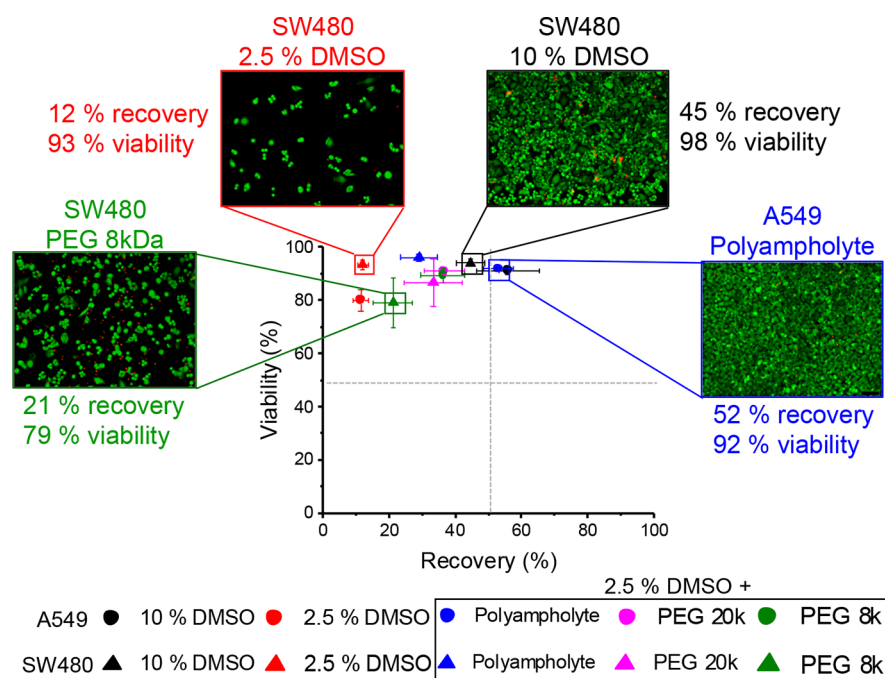 SW480
2.5 % DMSO
12 % recovery
93 % viability
SW480
10 % DMSO
45 % recovery
98 % viability
SW480
PEG 8kDa
21 % recovery
79 % viability
A549
Polyampholyte
52 % recovery
92 % viability
Viability (%)
100
80
60
40
20
0
0 20 40 60 80 100
Recovery (%)
2.5 % DMSO +
A549 10 % DMSO 2.5 % DMSO Polyampholyte PEG 20k PEG 8k
SW480 10 % DMSO 2.5 % DMSO Polyampholyte PEG 20k PEG 8k